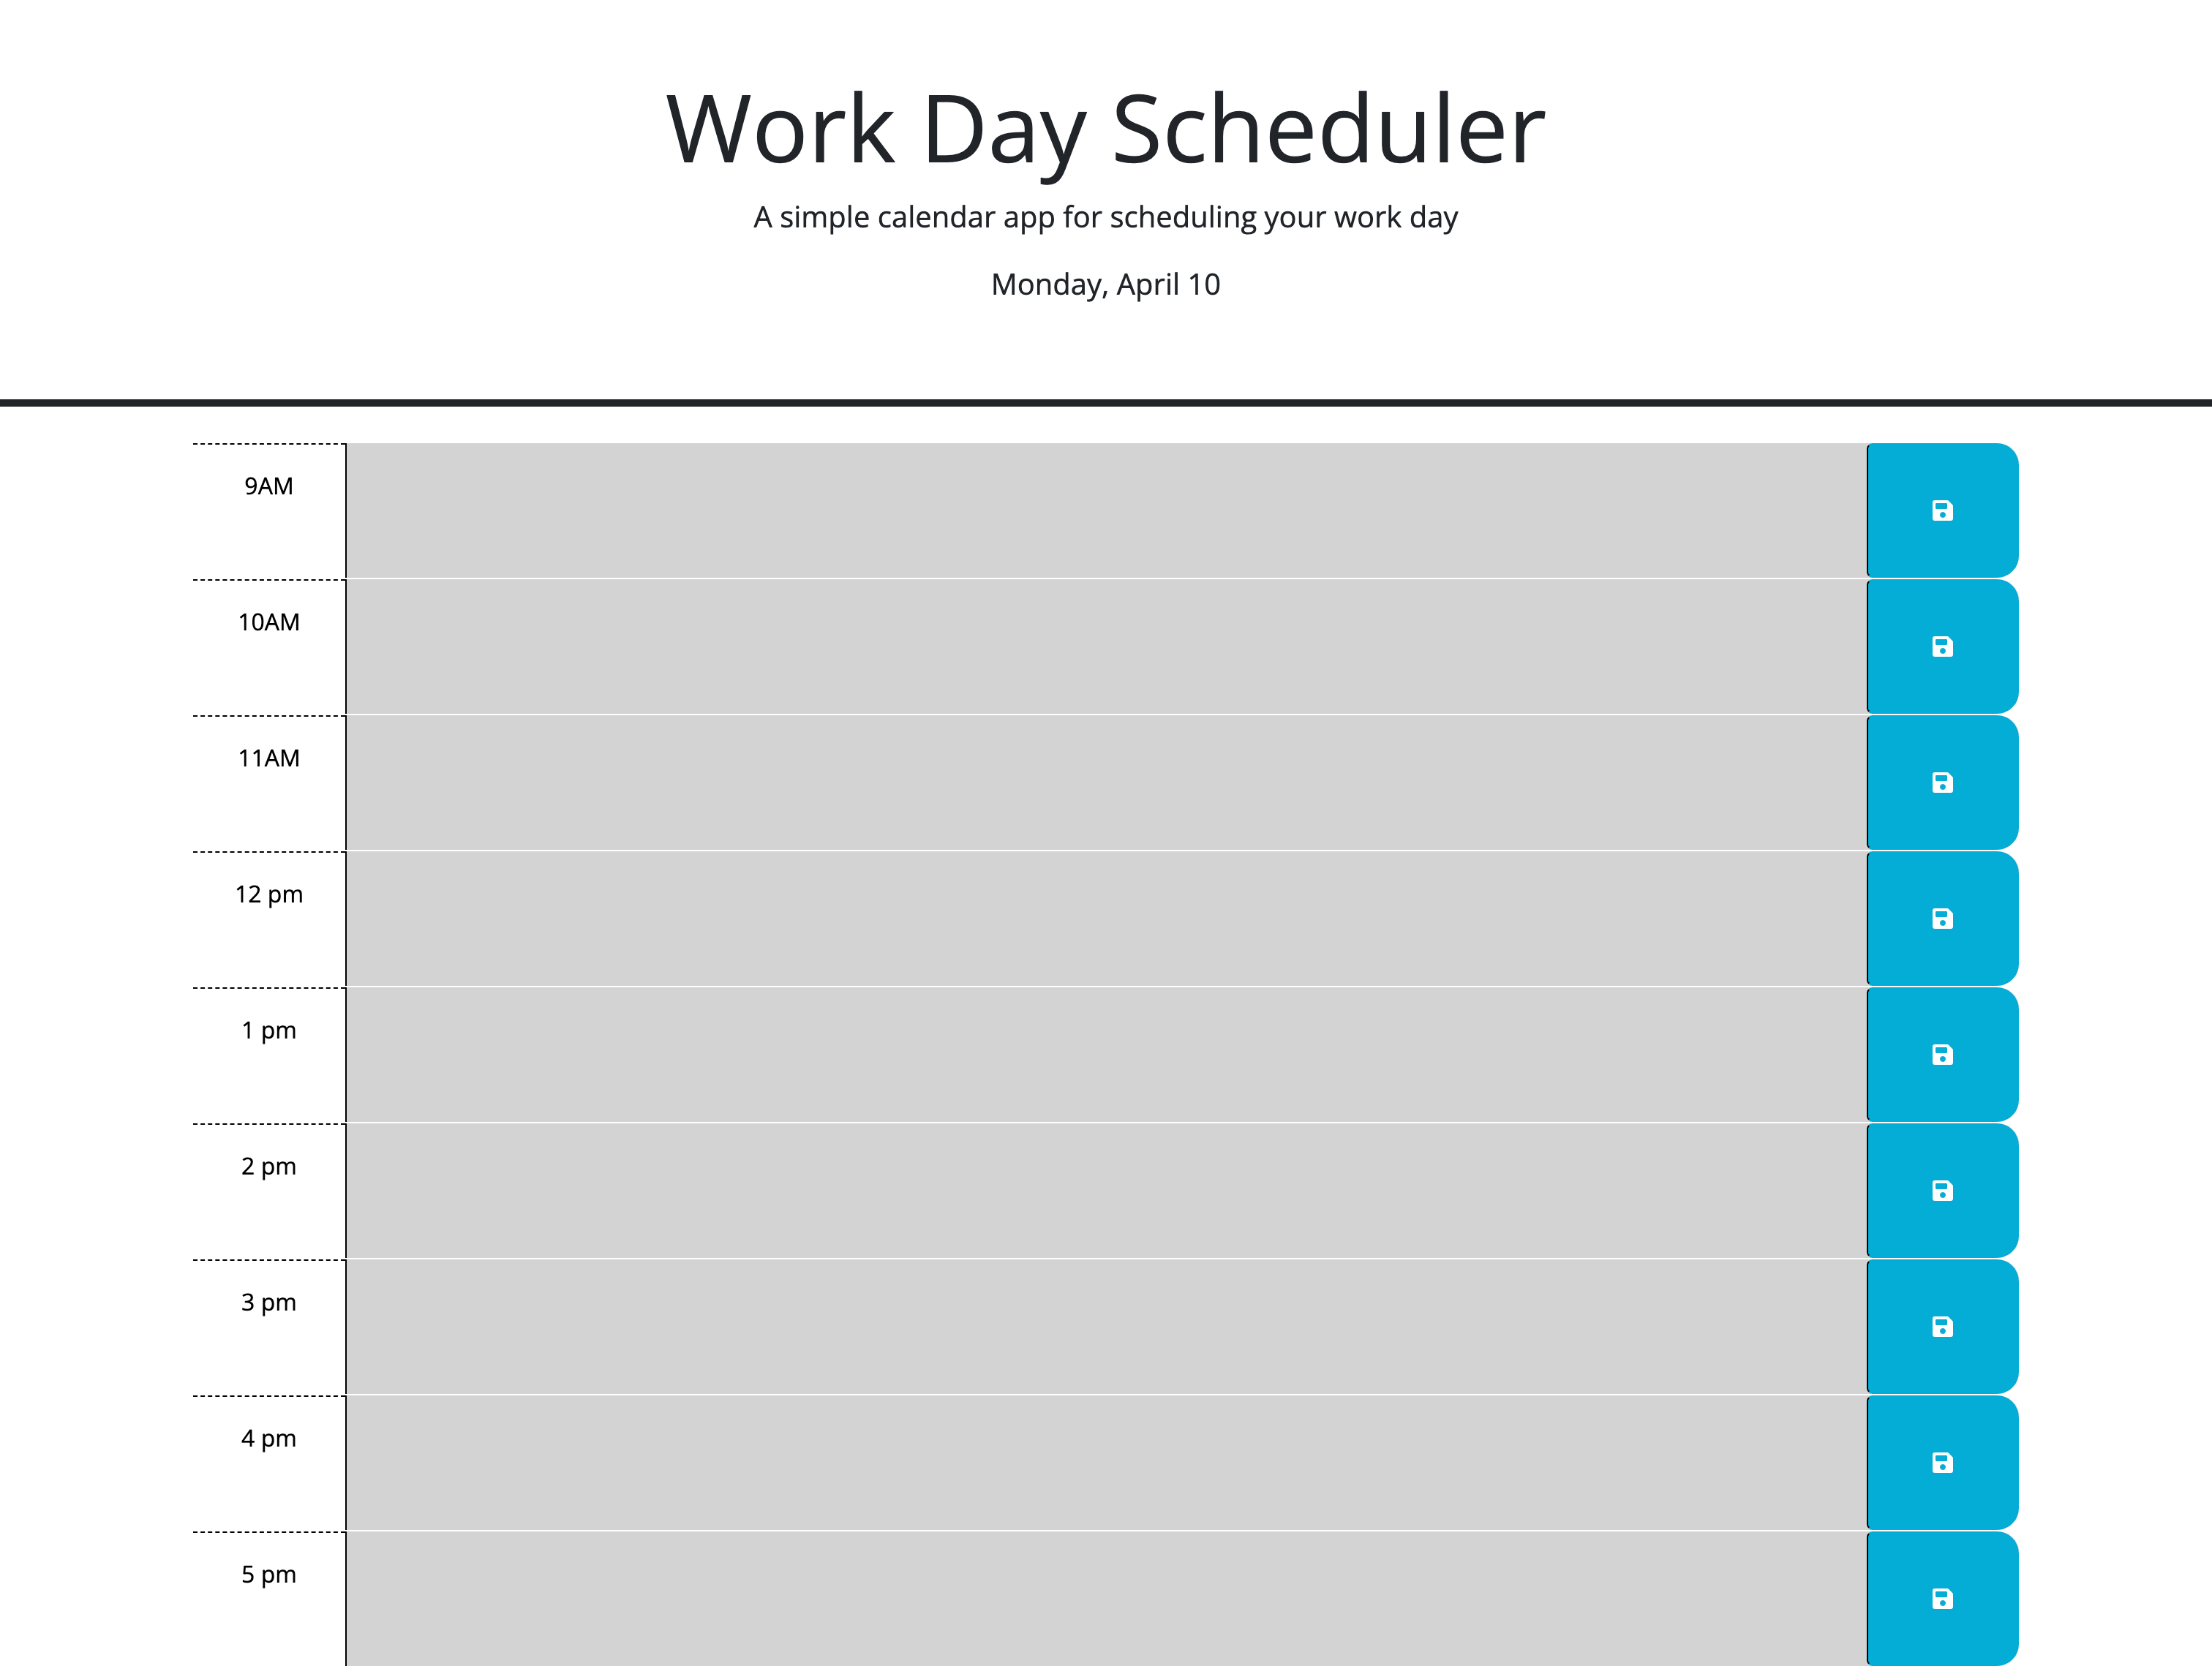 Work Day Scheduler
A simple calendar app for scheduling your work day
Monday, April 10
9AM
10AM
11AM
12 pm
1 pm
2 pm
3 pm
4 pm
5 pm